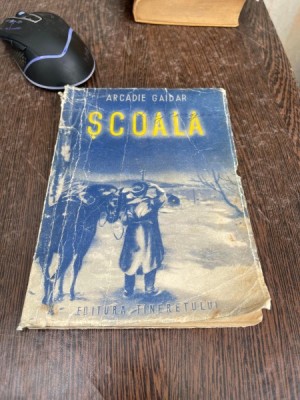 ARCADIE GAIDAR
ȘCOALA
EDITURA TINERETULUI